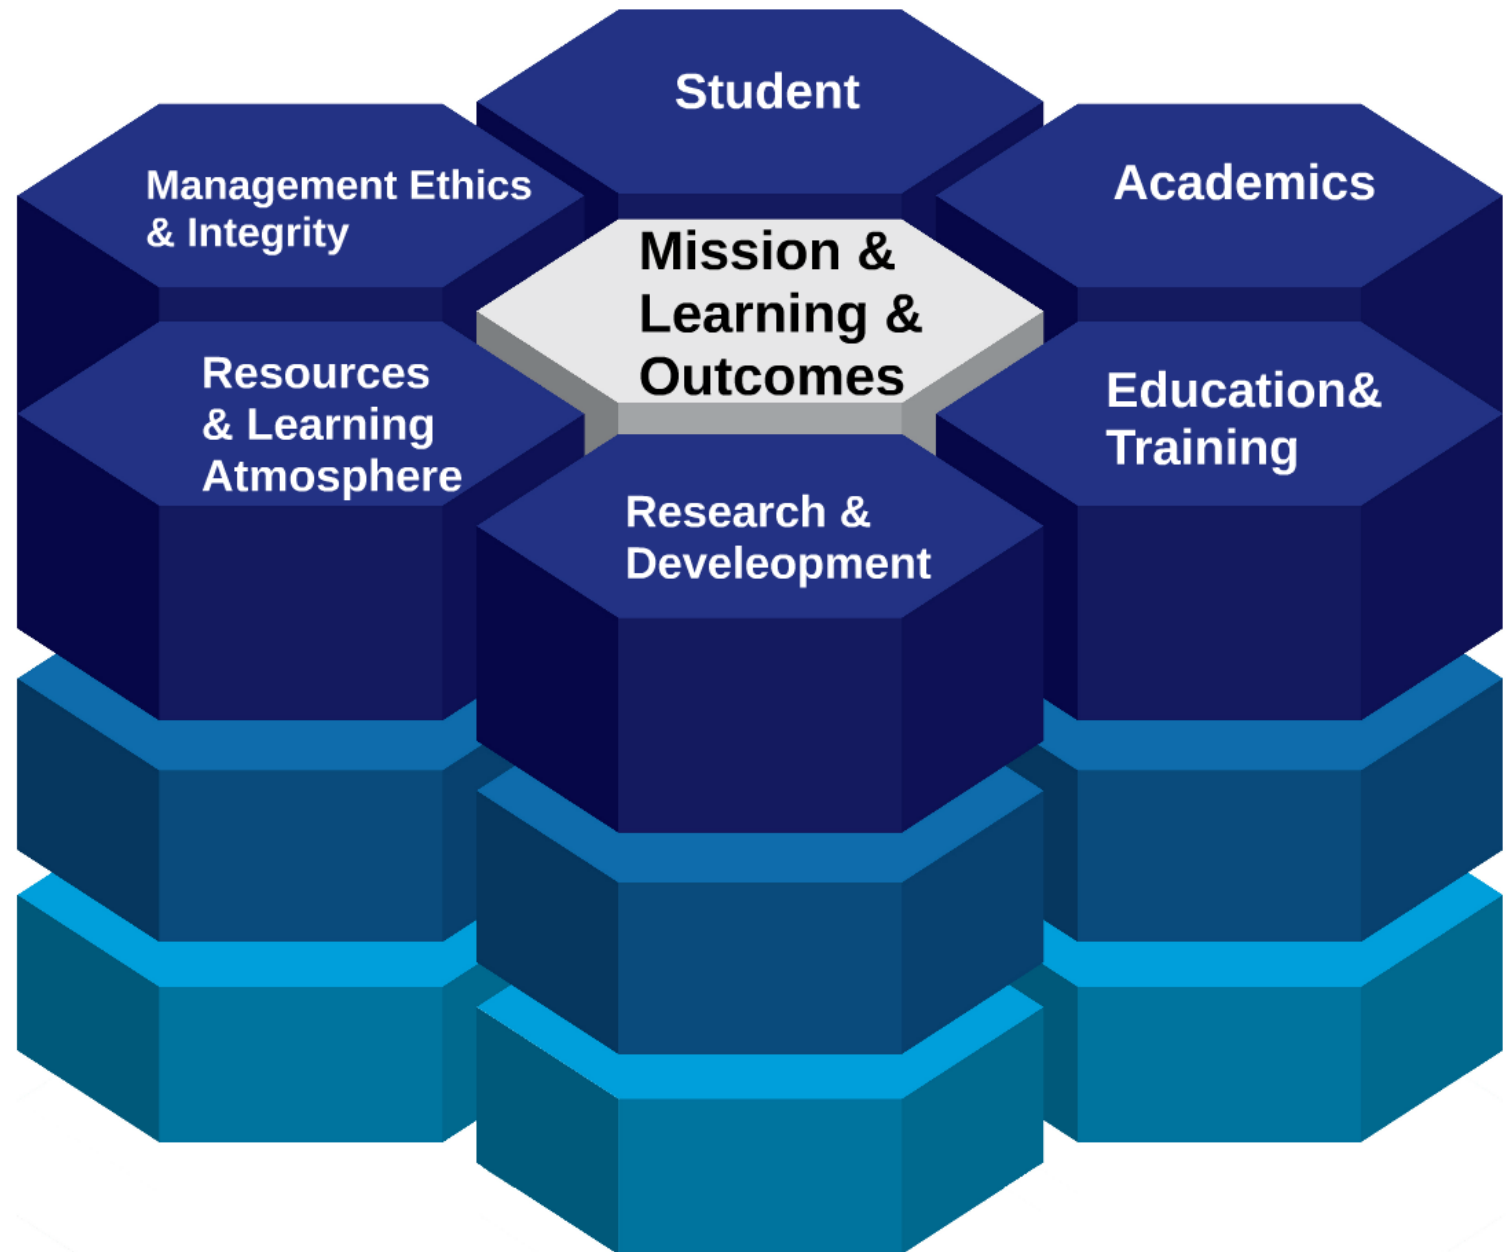 Student
Management Ethics
& Integrity
Academics
Mission &
Learning &
Outcomes
Resources
& Learning
Atmosphere
Education&
Training
Research &
Develeopment